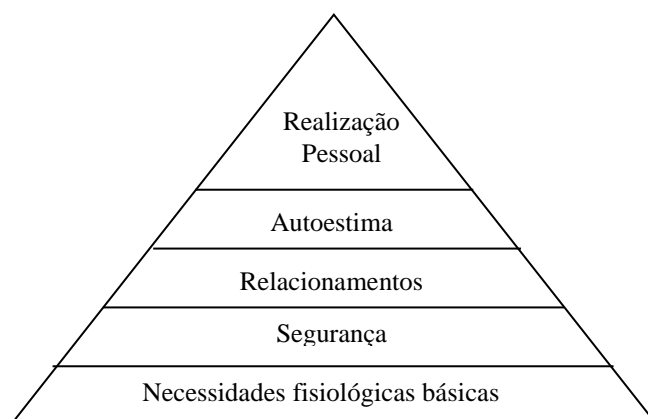 Realização
Pessoal
Autoestima
Relacionamentos
Segurança
Necessidades fisiológicas básicas